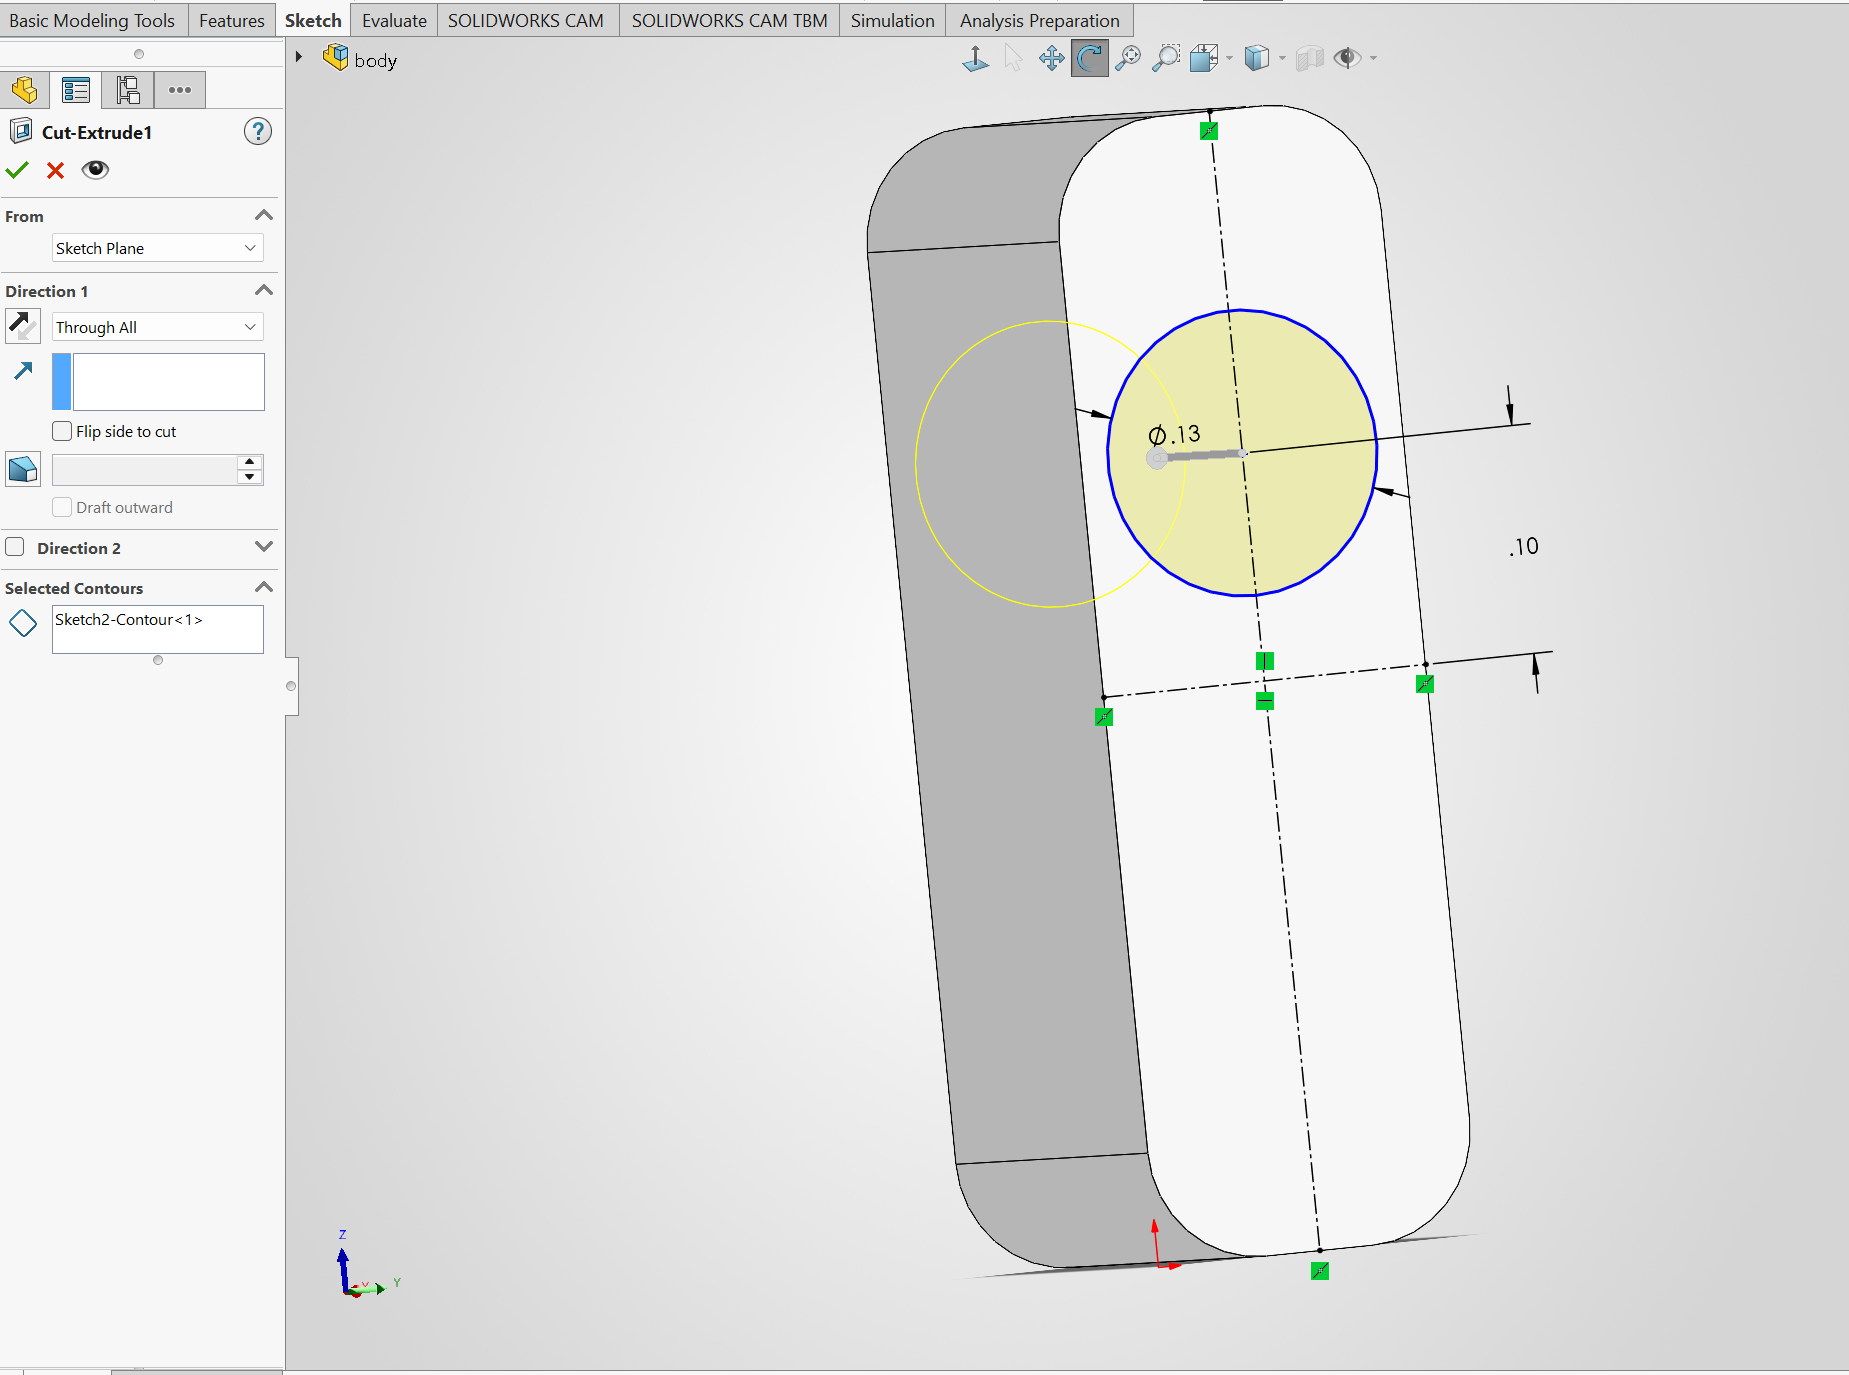 Basic Modeling Tools Features Sketch Evaluate SOLIDWORKS CAM SOLIDWORKS CAM TBM Simulation Analysis Preparation
body
Cut-Extrude1
?
From
Sketch Plane
Direction 1
Through All
Flip side to cut
Draft outward
Direction 2
Selected Contours
Sketch2-Contour<1>
Ø.13
.10
Z
Y